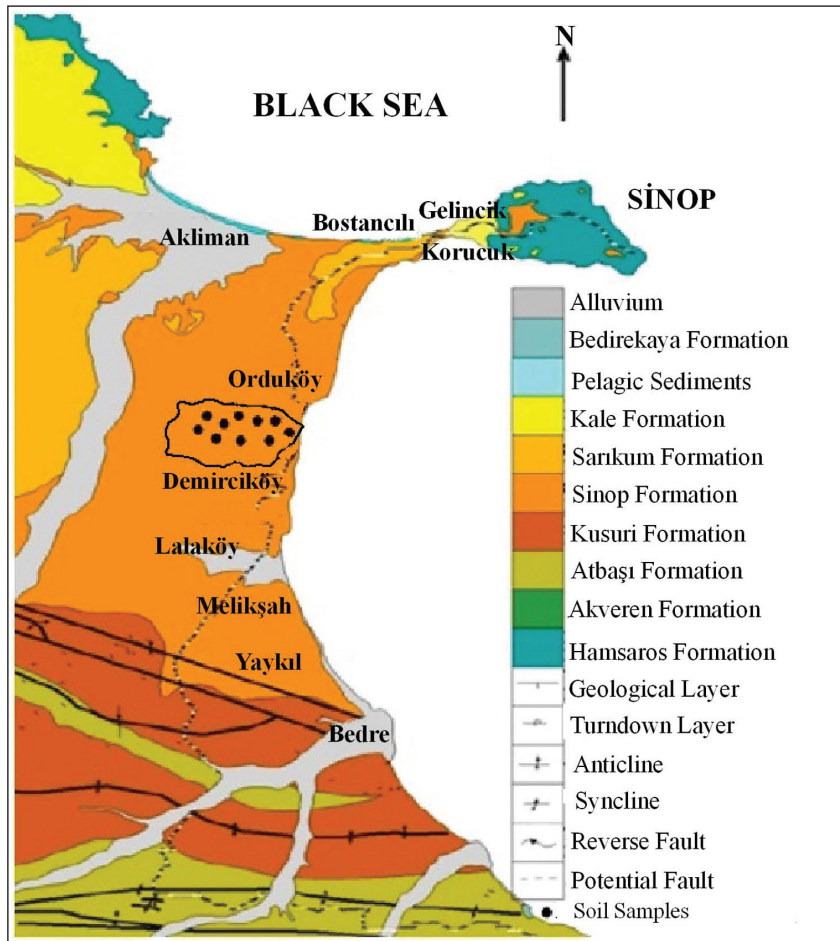 N
BLACK SEA
SİNOP
Gelincik
Bostancılı
Akliman
Korucuk
Orduköy
Demirciköy
Lalaköy
Melikşah
Yaykıl
Bedre
Alluvium
Bedirekaya Formation
Pelagic Sediments
Kale Formation
Sarıkum Formation
Sinop Formation
Kusuri Formation
Atbaşı Formation
Akveren Formation
Hamsaros Formation
Geological Layer
Turndown Layer
Anticline
Syncline
Reverse Fault
Potential Fault
Soil Samples